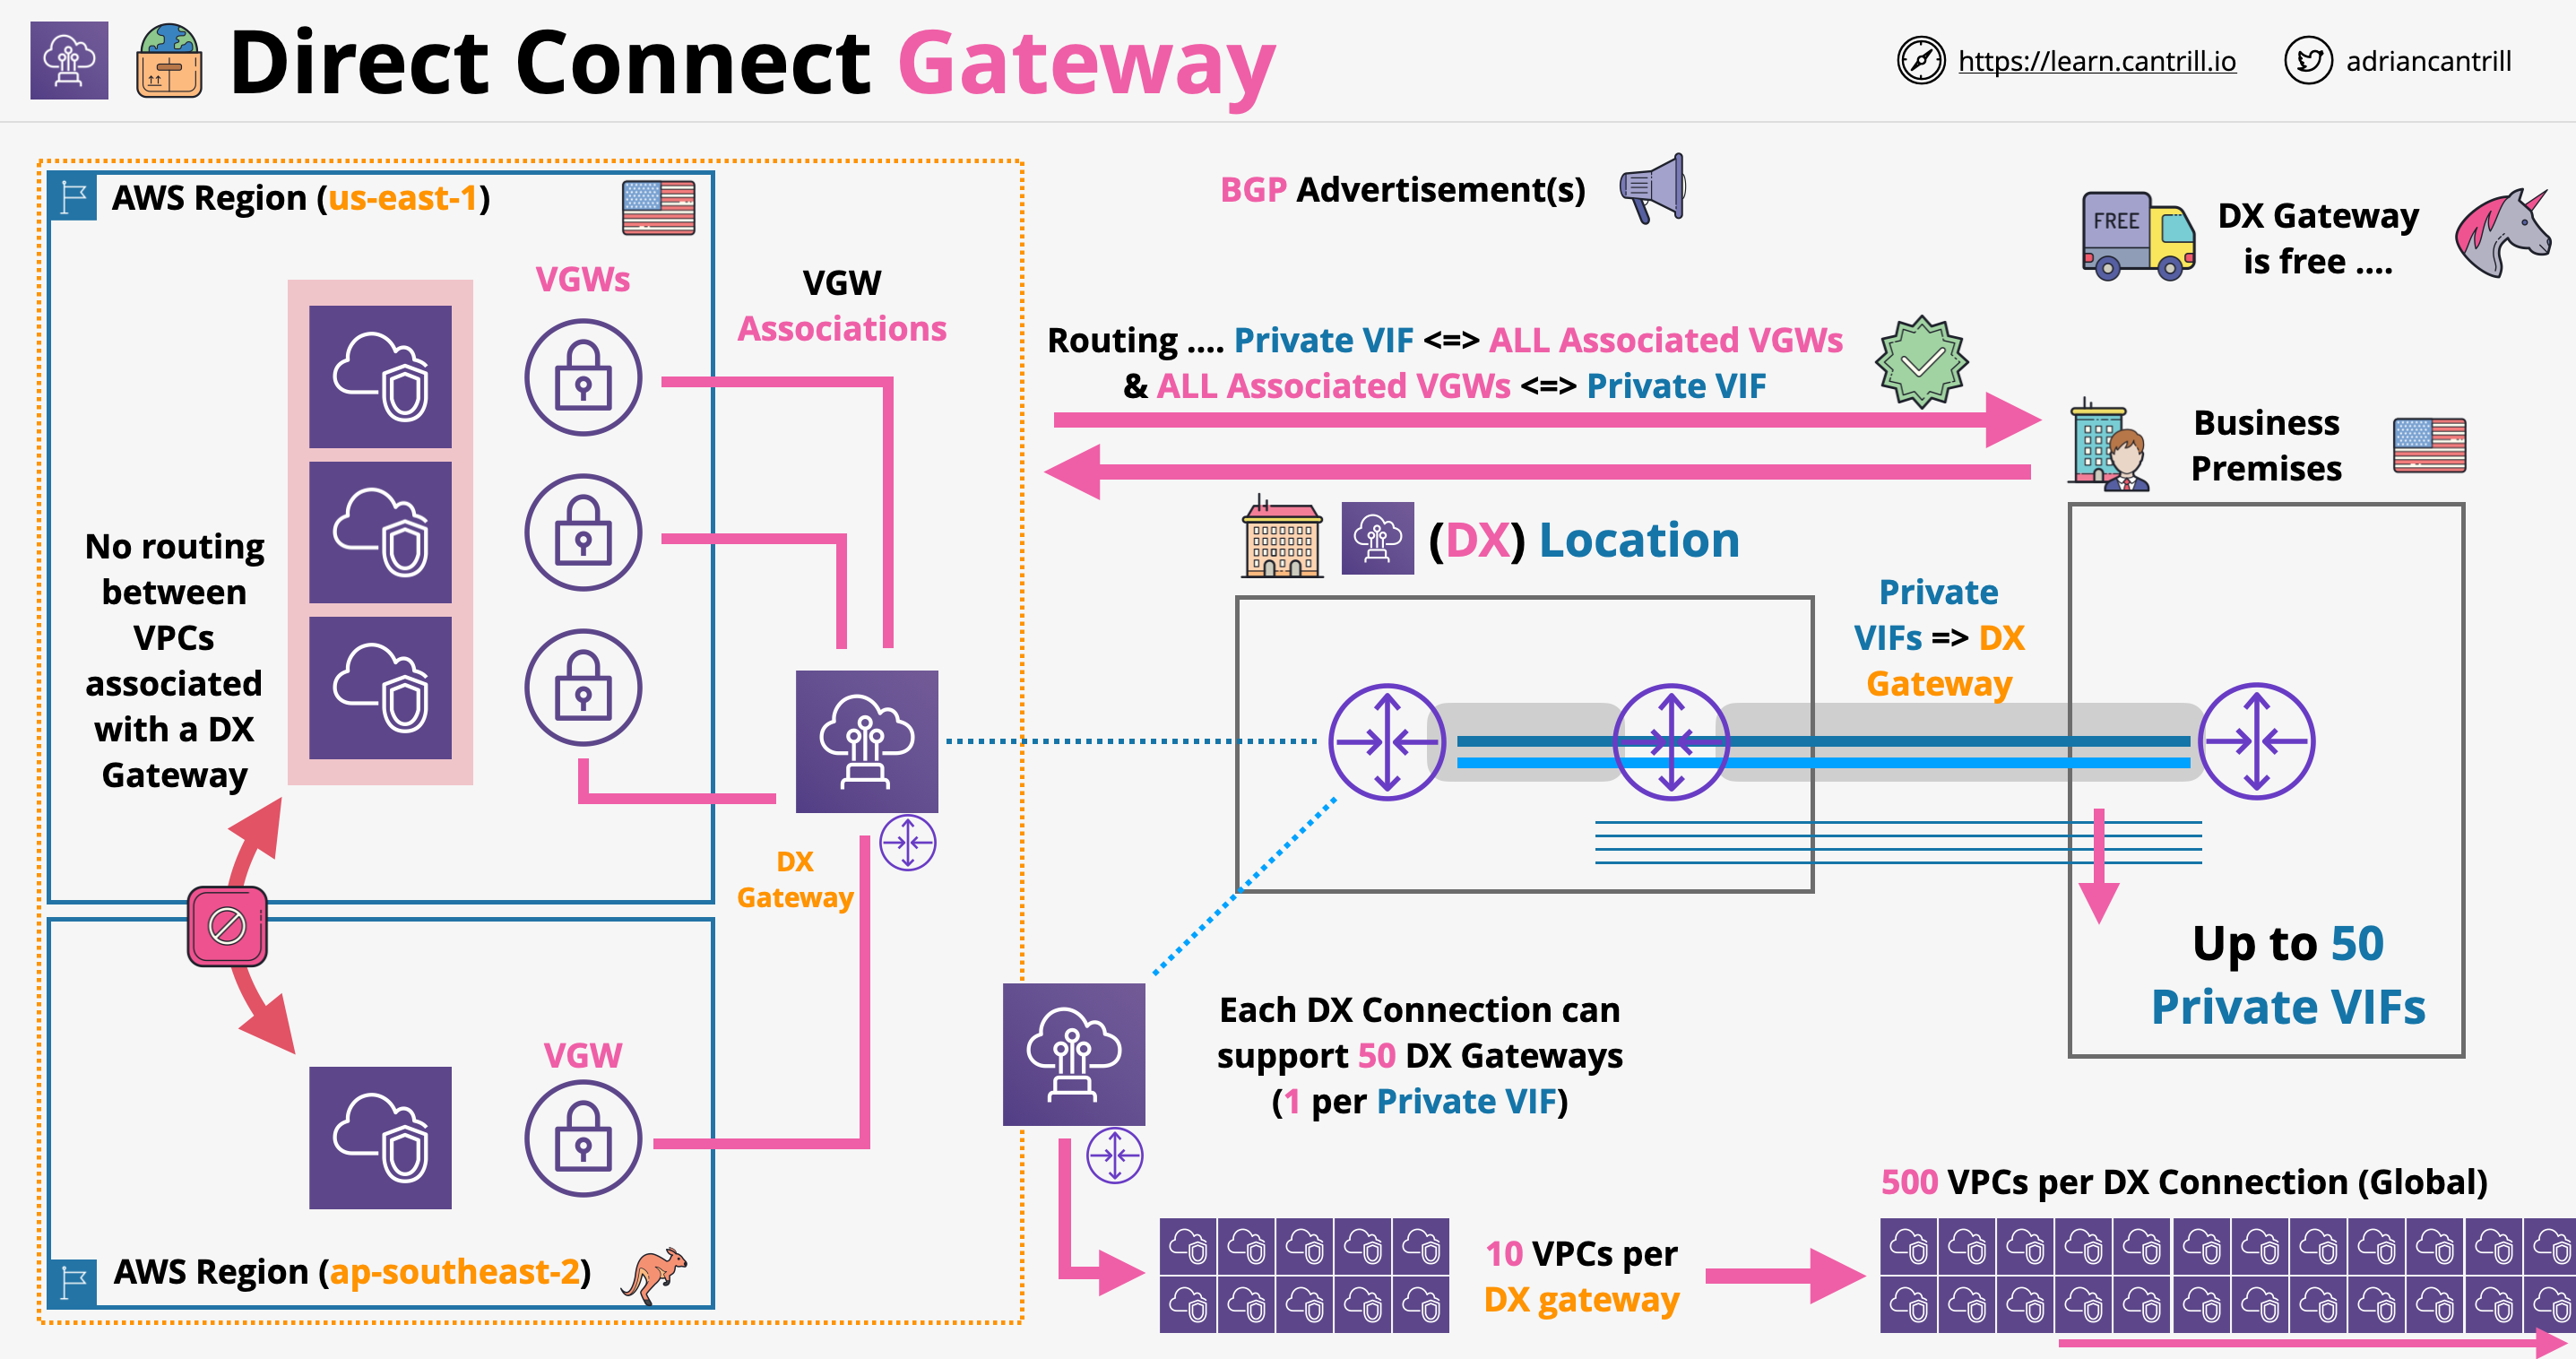 Direct Connect Gateway
https://learn.cantrill.io
adriancantrill
AWS Region (us-east-1)
VGWs
VGW
Associations
No routing
between
VPCs
associated
with a DX
Gateway
DX
Gateway
VGW
AWS Region (ap-southeast-2)
BGP Advertisement(s)
FREE
DX Gateway
is free ....
Routing .... Private VIF <=> ALL Associated VGWs
& ALL Associated VGWs <=> Private VIF
Business
Premises
(DX) Location
Private
VIFs => DX
Gateway
Up to 50
Private VIFs
Each DX Connection can
support 50 DX Gateways
(1 per Private VIF)
10 VPCs per
DX gateway
500 VPCs per DX Connection (Global)